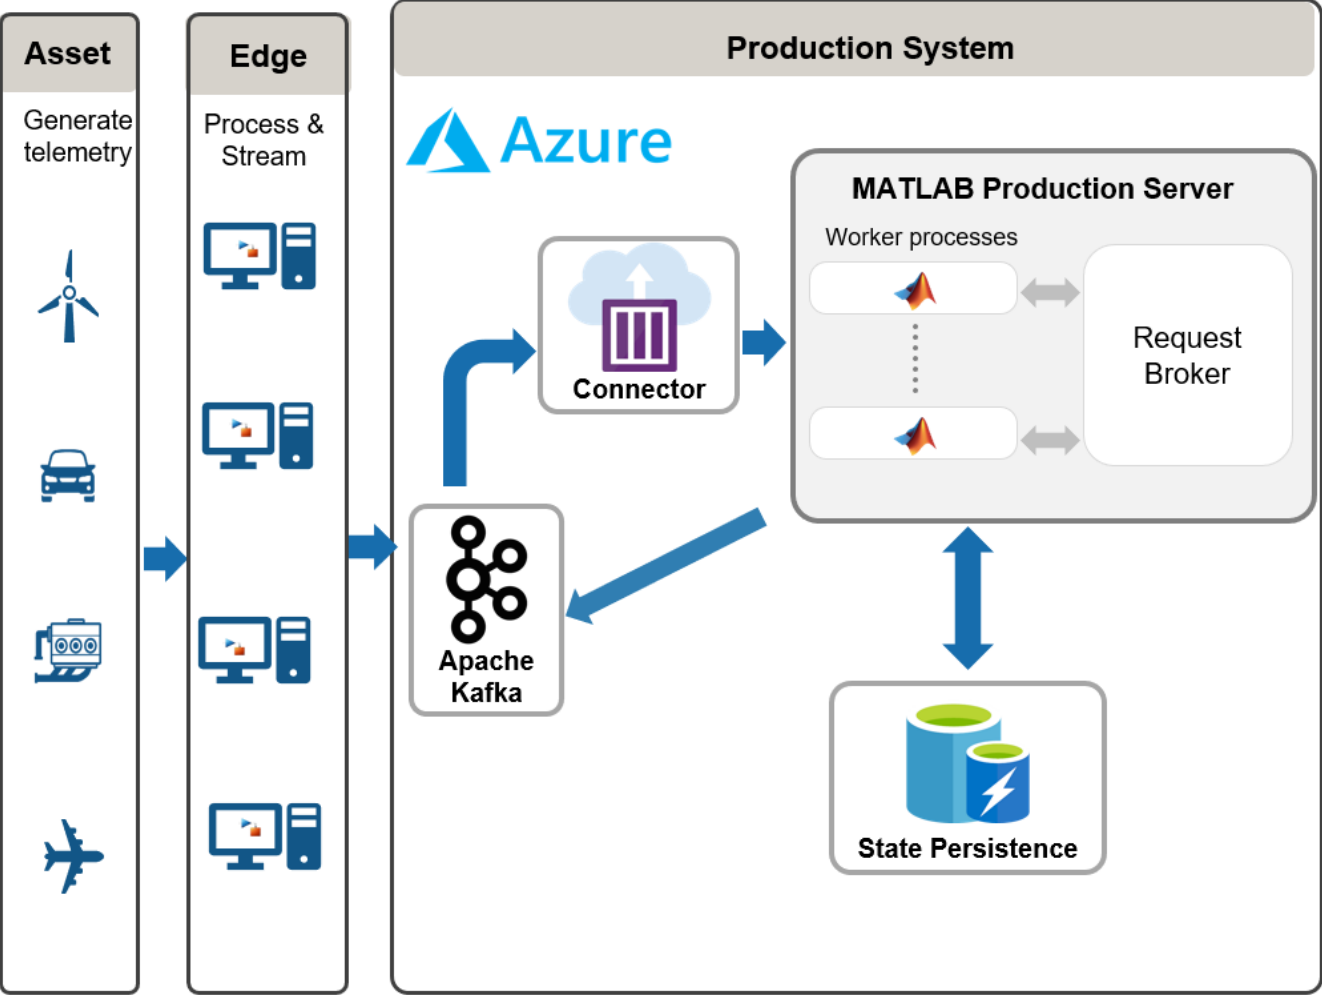 Asset
Generate
telemetry
Edge
Process &
Stream
Production System
Azure
MATLAB Production Server
Worker processes
Request
Broker
Connector
Apache
Kafka
State Persistence